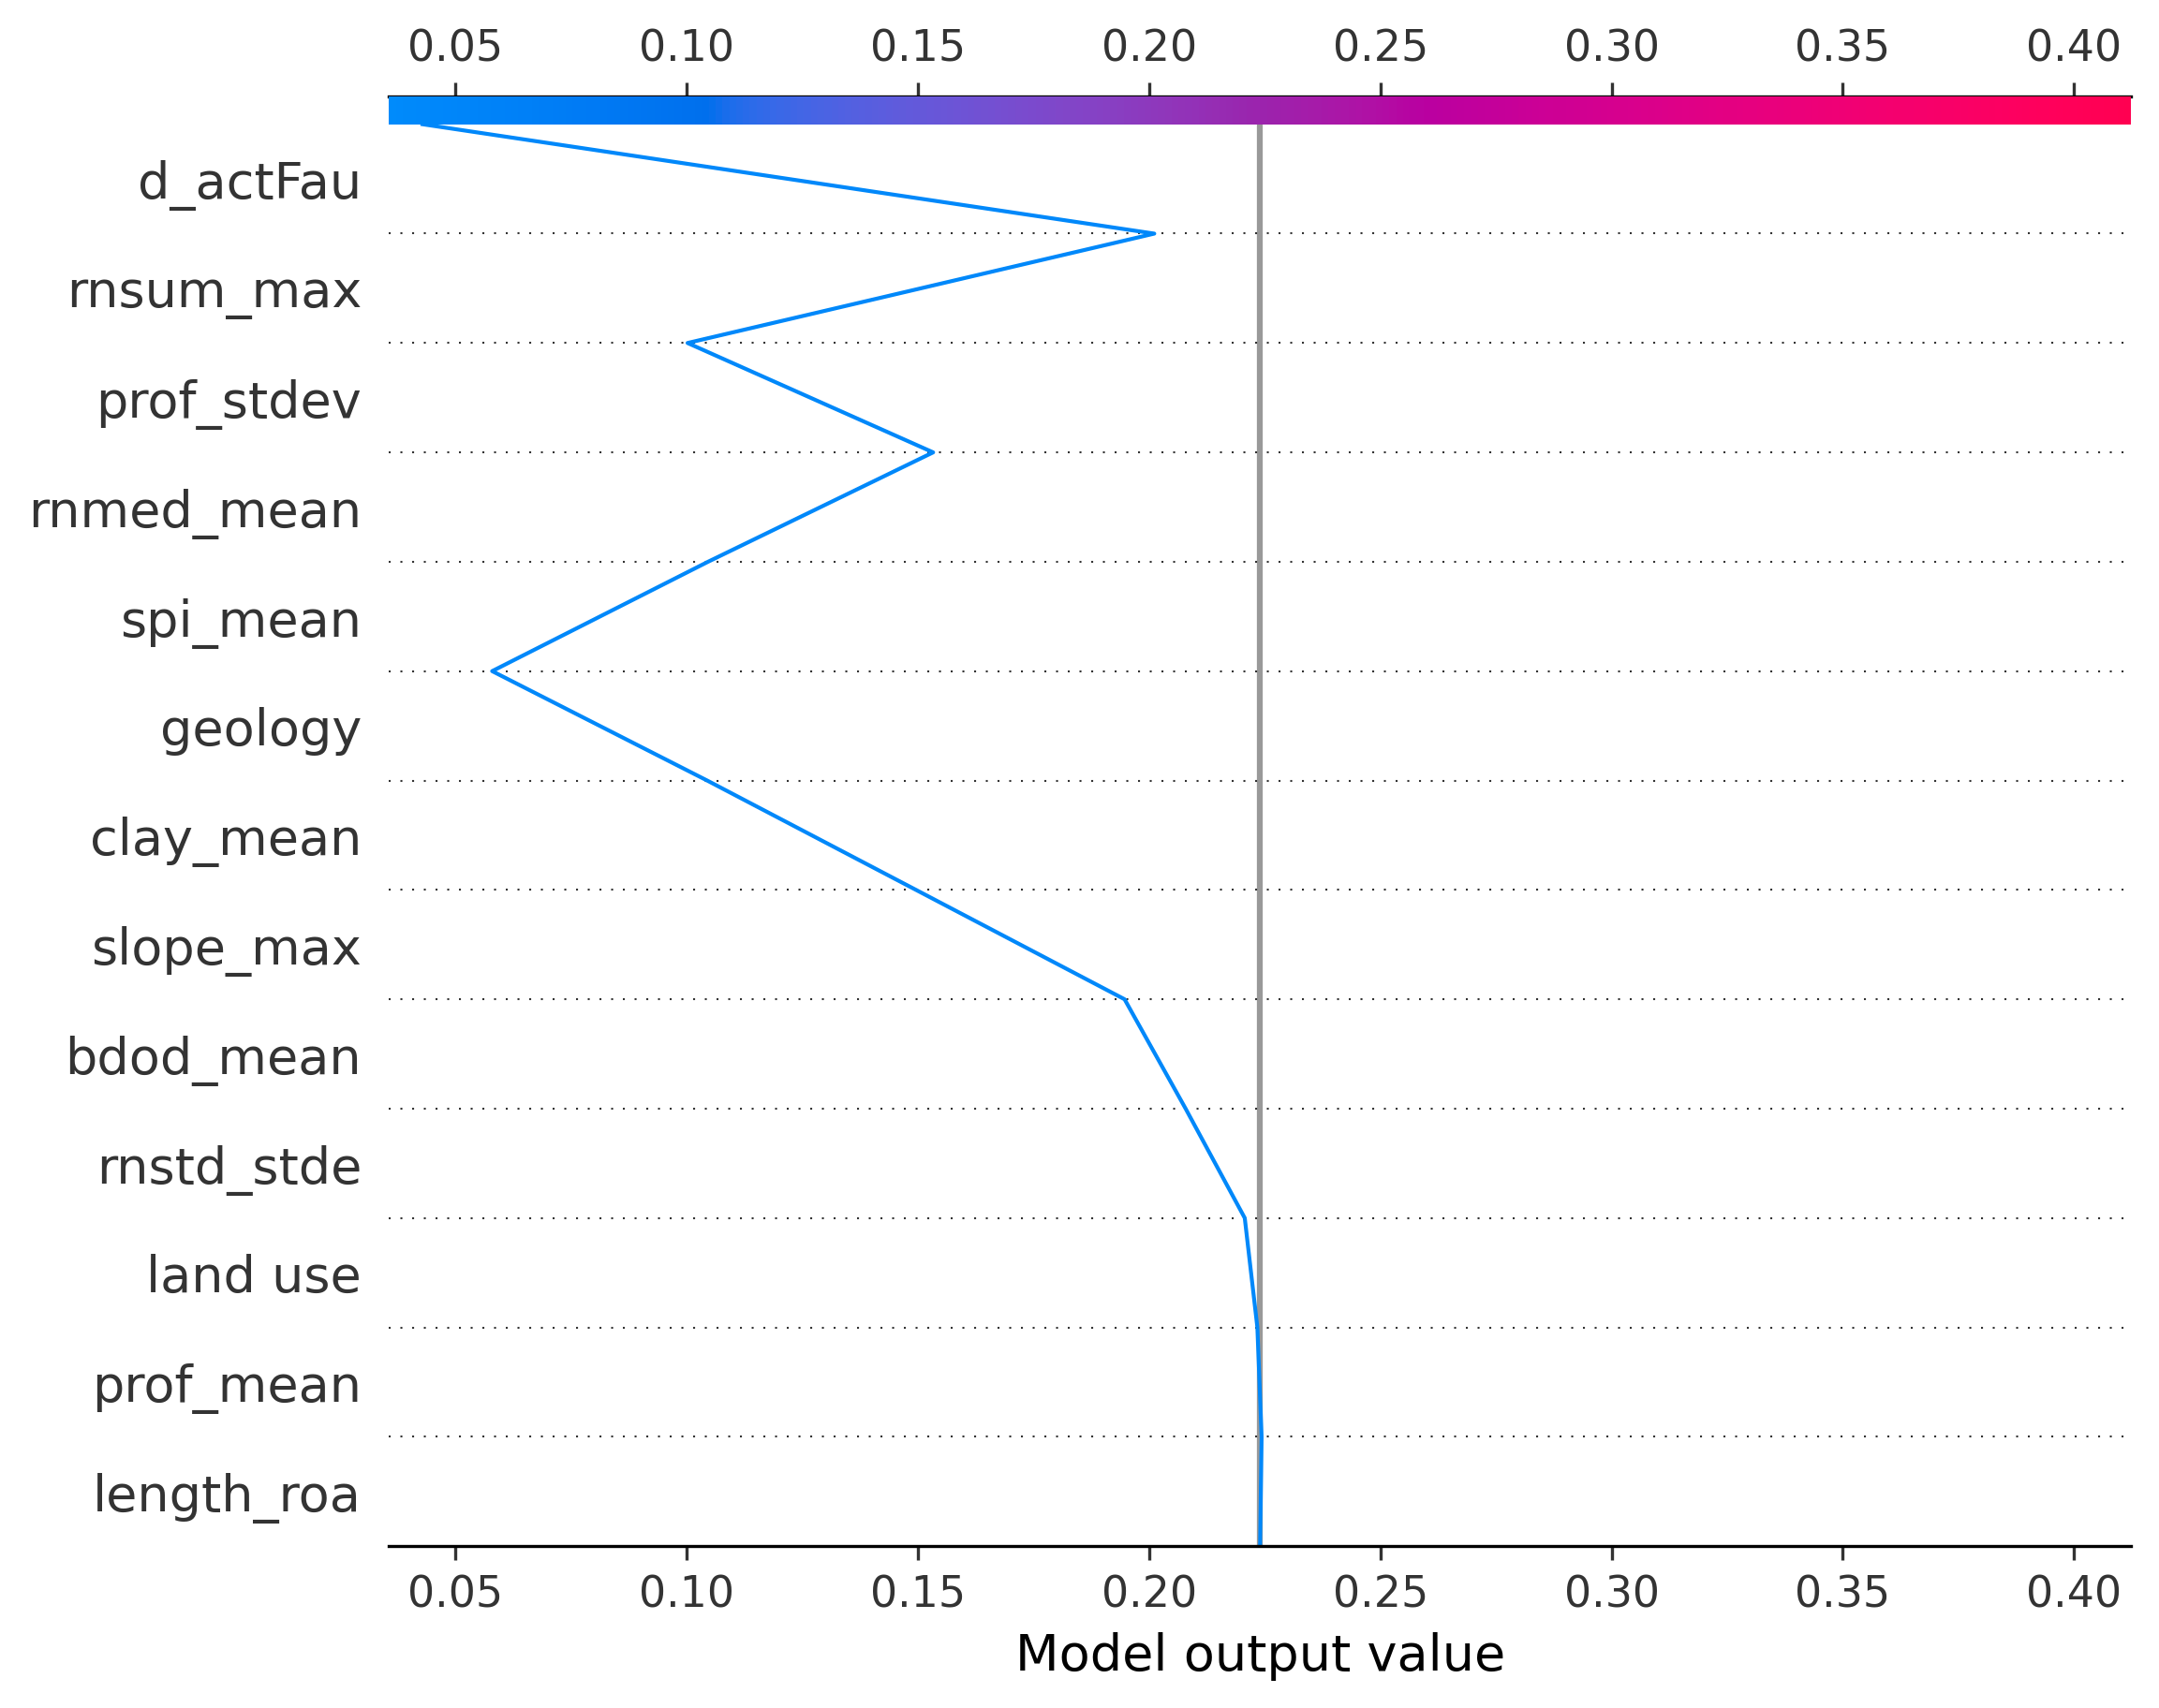 0.05 0.10 0.15 0.20 0.25 0.30 0.35 0.40
d_actFau
rnsum_max
prof_stdev
rnmed_mean
spi_mean
geology
clay_mean
slope_max
bdod_mean
rnstd_stde
land use
prof_mean
length_roa
0.05 0.10 0.15 0.20 0.25 0.30 0.35 0.40
Model output value